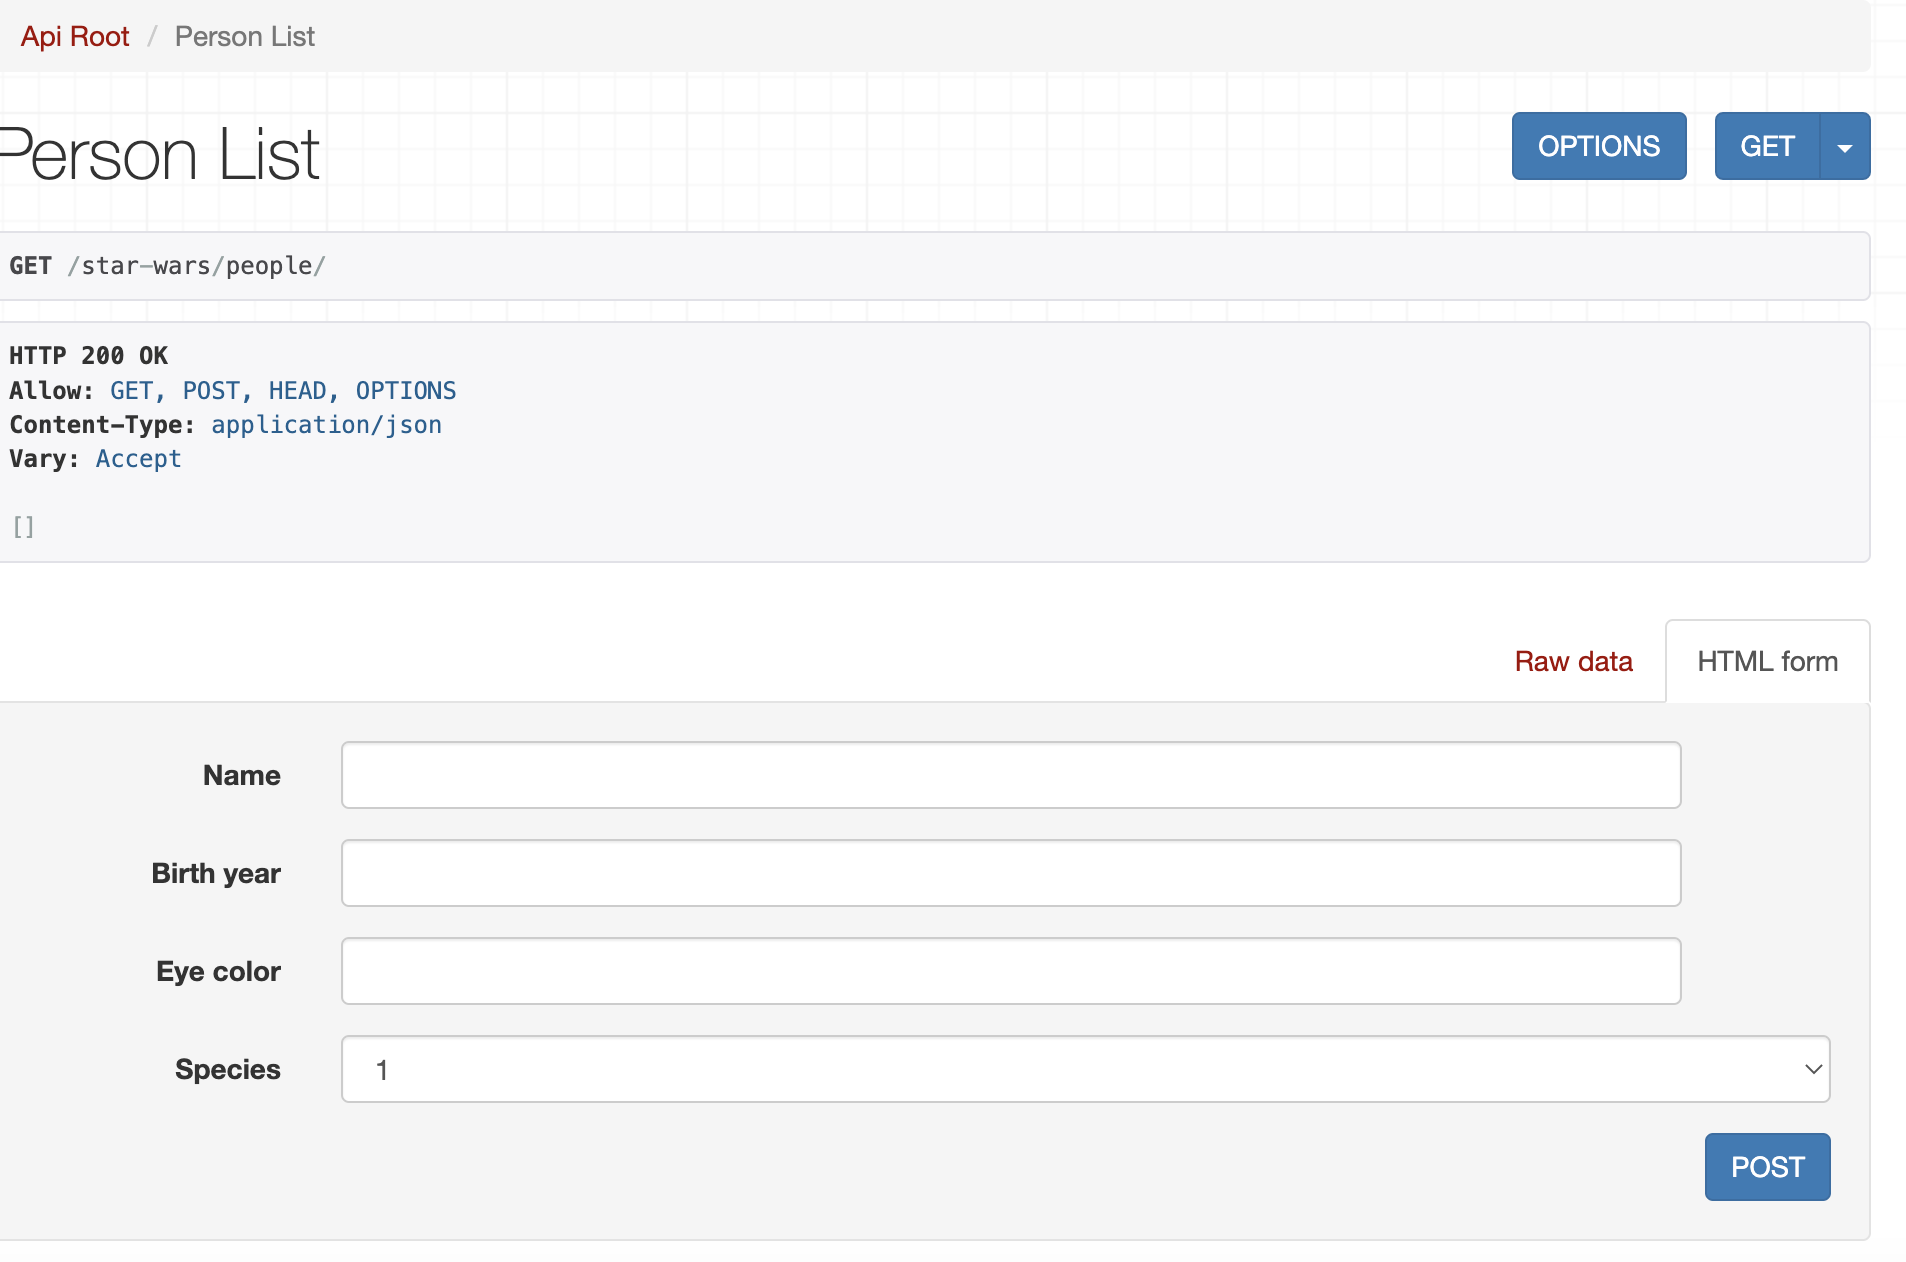 Api Root / Person List
Person List
OPTIONS
GET
GET /star-wars/people/
HTTP 200 OK
Allow: GET, POST, HEAD, OPTIONS
Content-Type: application/json
Vary: Accept
[]
Raw data
HTML form
Name
Birth year
Eye color
Species
1
POST